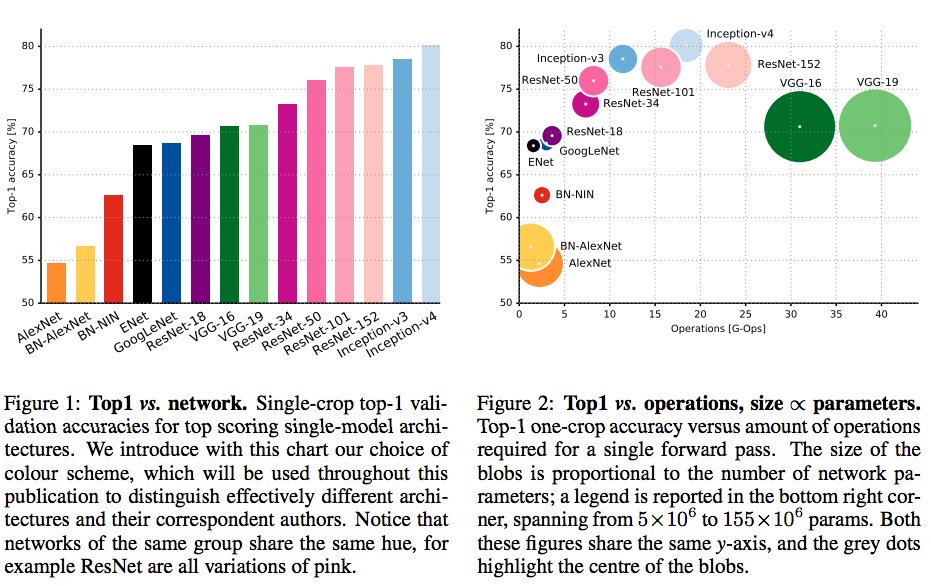 80
75
70
65
60
55
50
Top-1 accuracy [%]
AlexNet
BN-AlexNet
BN-NIN
ENet
GoogLeNet
ResNet-18
VGG-16
VGG-19
ResNet-34
ResNet-50
ResNet-101
ResNet-152
Inception-v3
Inception-v4
80
75
70
65
60
55
50
Top-1 accuracy [%]
Inception-v4
Inception-v3
ResNet-152
ResNet-50
VGG-16
VGG-19
ResNet-101
ResNet-34
ResNet-18
GoogLeNet
ENet
BN-NIN
BN-AlexNet
AlexNet
0 5 10 15 20 25 30 35 40
Operations [G-Ops]
Figure 1: Top1 vs. network. Single-crop top-1 vali-
dation accuracies for top scoring single-model archi-
tectures. We introduce with this chart our choice of
colour scheme, which will be used throughout this
publication to distinguish effectively different archi-
tectures and their correspondent authors. Notice that
networks of the same group share the same hue, for
example ResNet are all variations of pink.
Figure 2: Top1 vs. operations, size ∝ parameters.
Top-1 one-crop accuracy versus amount of operations
required for a single forward pass. The size of the
blobs is proportional to the number of network pa-
rameters; a legend is reported in the bottom right cor-
ner, spanning from 5×10⁶ to 155×10⁶ params. Both
these figures share the same y-axis, and the grey dots
highlight the centre of the blobs.